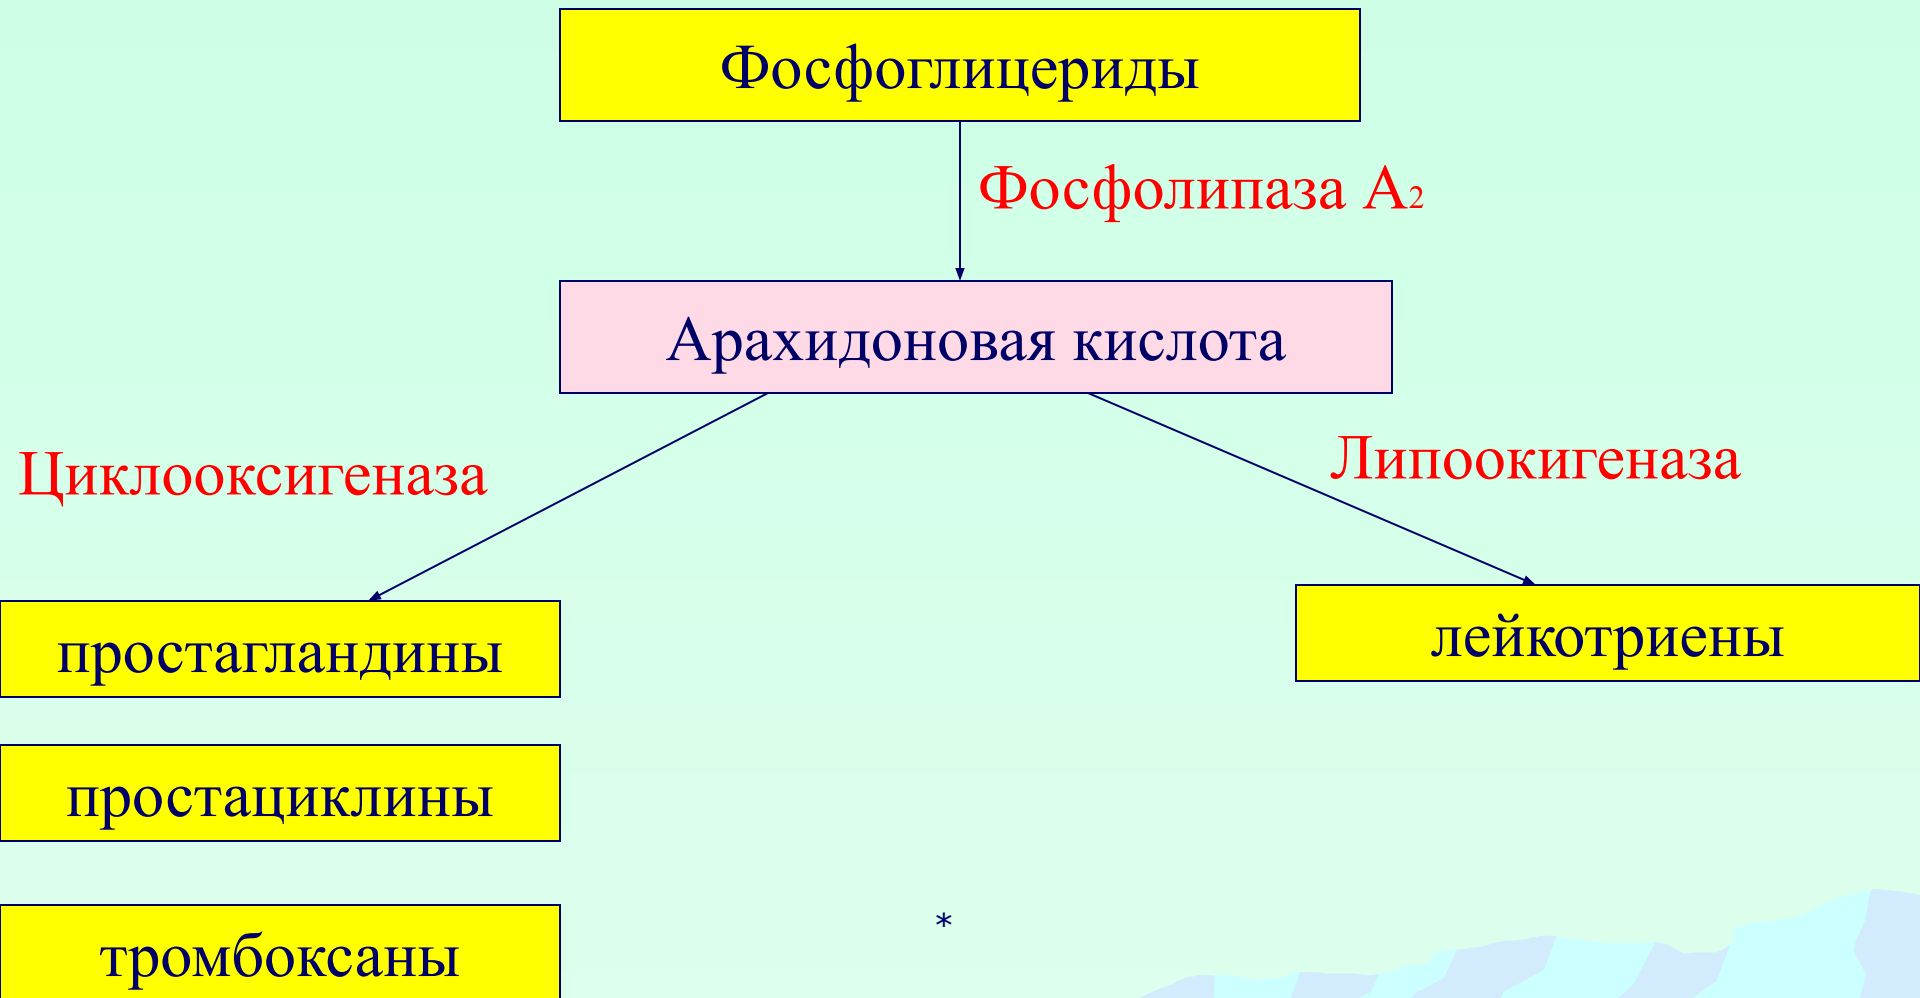 Фосфоглицериды
Фосфолипаза А₂
Арахидоновая кислота
Циклооксигеназа
Липоокигеназа
простагландины
лейкотриены
простациклины
*
тромбоксаны